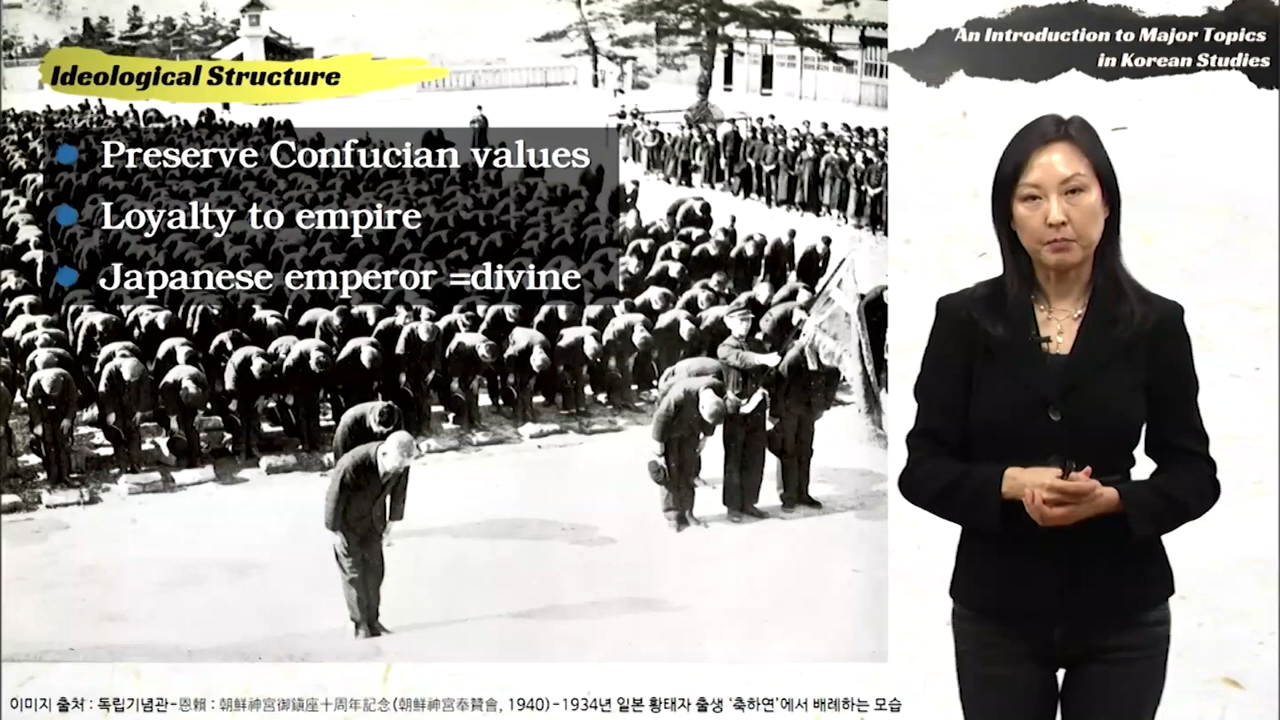 Ideological Structure
An Introduction to Major Topics
in Korean Studies
Preserve Confucian values
Loyalty to empire
Japanese emperor =divine
이미지 출처 : 독립기념관-恩賴 : 朝鮮神宮御鎭座十周年記念(朝鮮神宮奉贊會, 1940)-1934년 일본 황태자 출생 '축하연'에서 배례하는 모습